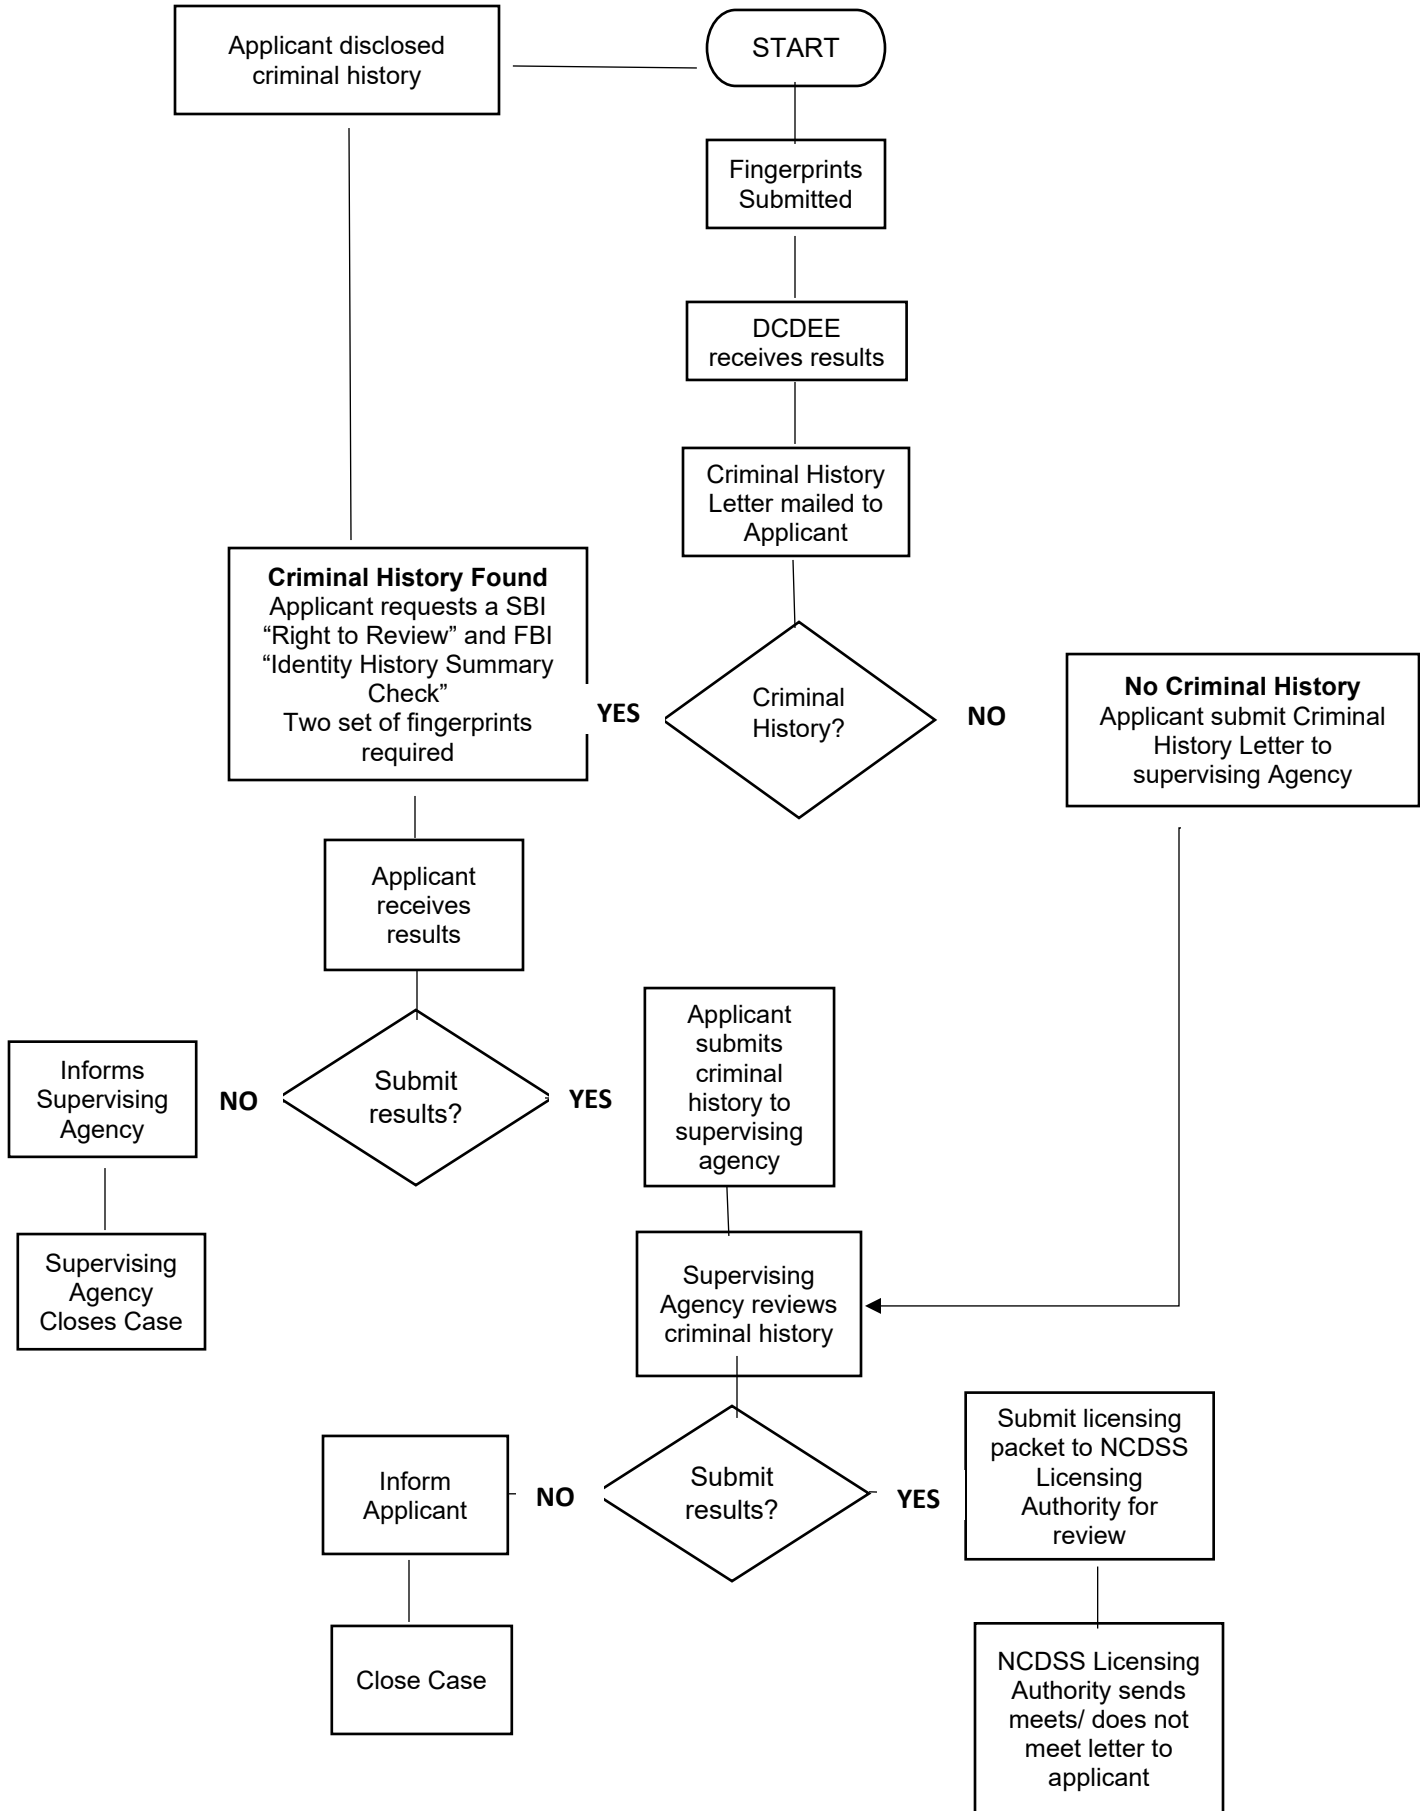 Applicant disclosed
criminal history
START
Fingerprints
Submitted
DCDEE
receives results
Criminal History
Letter mailed to
Applicant
Criminal History Found
Applicant requests a SBI
“Right to Review” and FBI
“Identity History Summary
Check”
Two set of fingerprints
required
YES
Criminal
History?
NO
No Criminal History
Applicant submit Criminal
History Letter to
supervising Agency
Applicant
receives
results
Informs
Supervising
Agency
NO
Submit
results?
YES
Applicant
submits
criminal
history to
supervising
agency
Supervising
Agency
Closes Case
Supervising
Agency reviews
criminal history
Inform
Applicant
NO
Submit
results?
YES
Submit licensing
packet to NCDSS
Licensing
Authority for
review
Close Case
NCDSS Licensing
Authority sends
meets/ does not
meet letter to
applicant